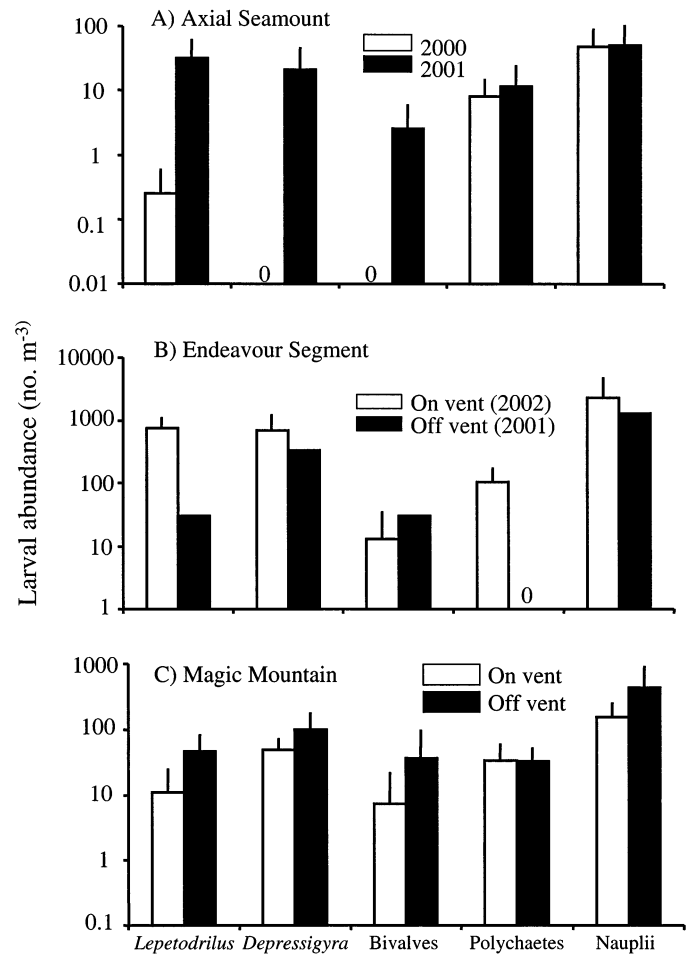 A) Axial Seamount
2000
2001
100
10
1
0.1
0.01
0
0
Larval abundance (no. m-3)
B) Endeavour Segment
On vent (2002)
Off vent (2001)
10000
1000
100
10
1
0
C) Magic Mountain
On vent
Off vent
1000
100
10
1
0.1
Lepetodrilus Depressigyra Bivalves Polychaetes Nauplii